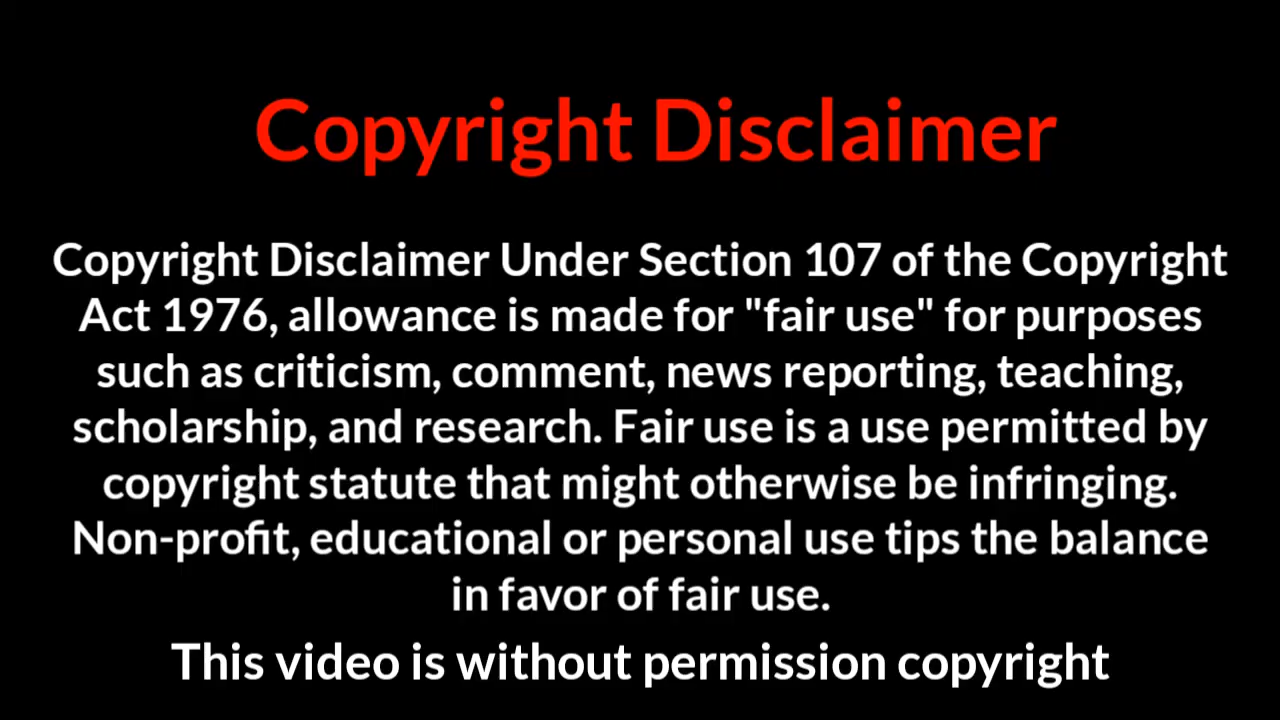 Copyright Disclaimer
Copyright Disclaimer Under Section 107 of the Copyright
Act 1976, allowance is made for "fair use" for purposes
such as criticism, comment, news reporting, teaching,
scholarship, and research. Fair use is a use permitted by
copyright statute that might otherwise be infringing.
Non-profit, educational or personal use tips the balance
in favor of fair use.
This video is without permission copyright